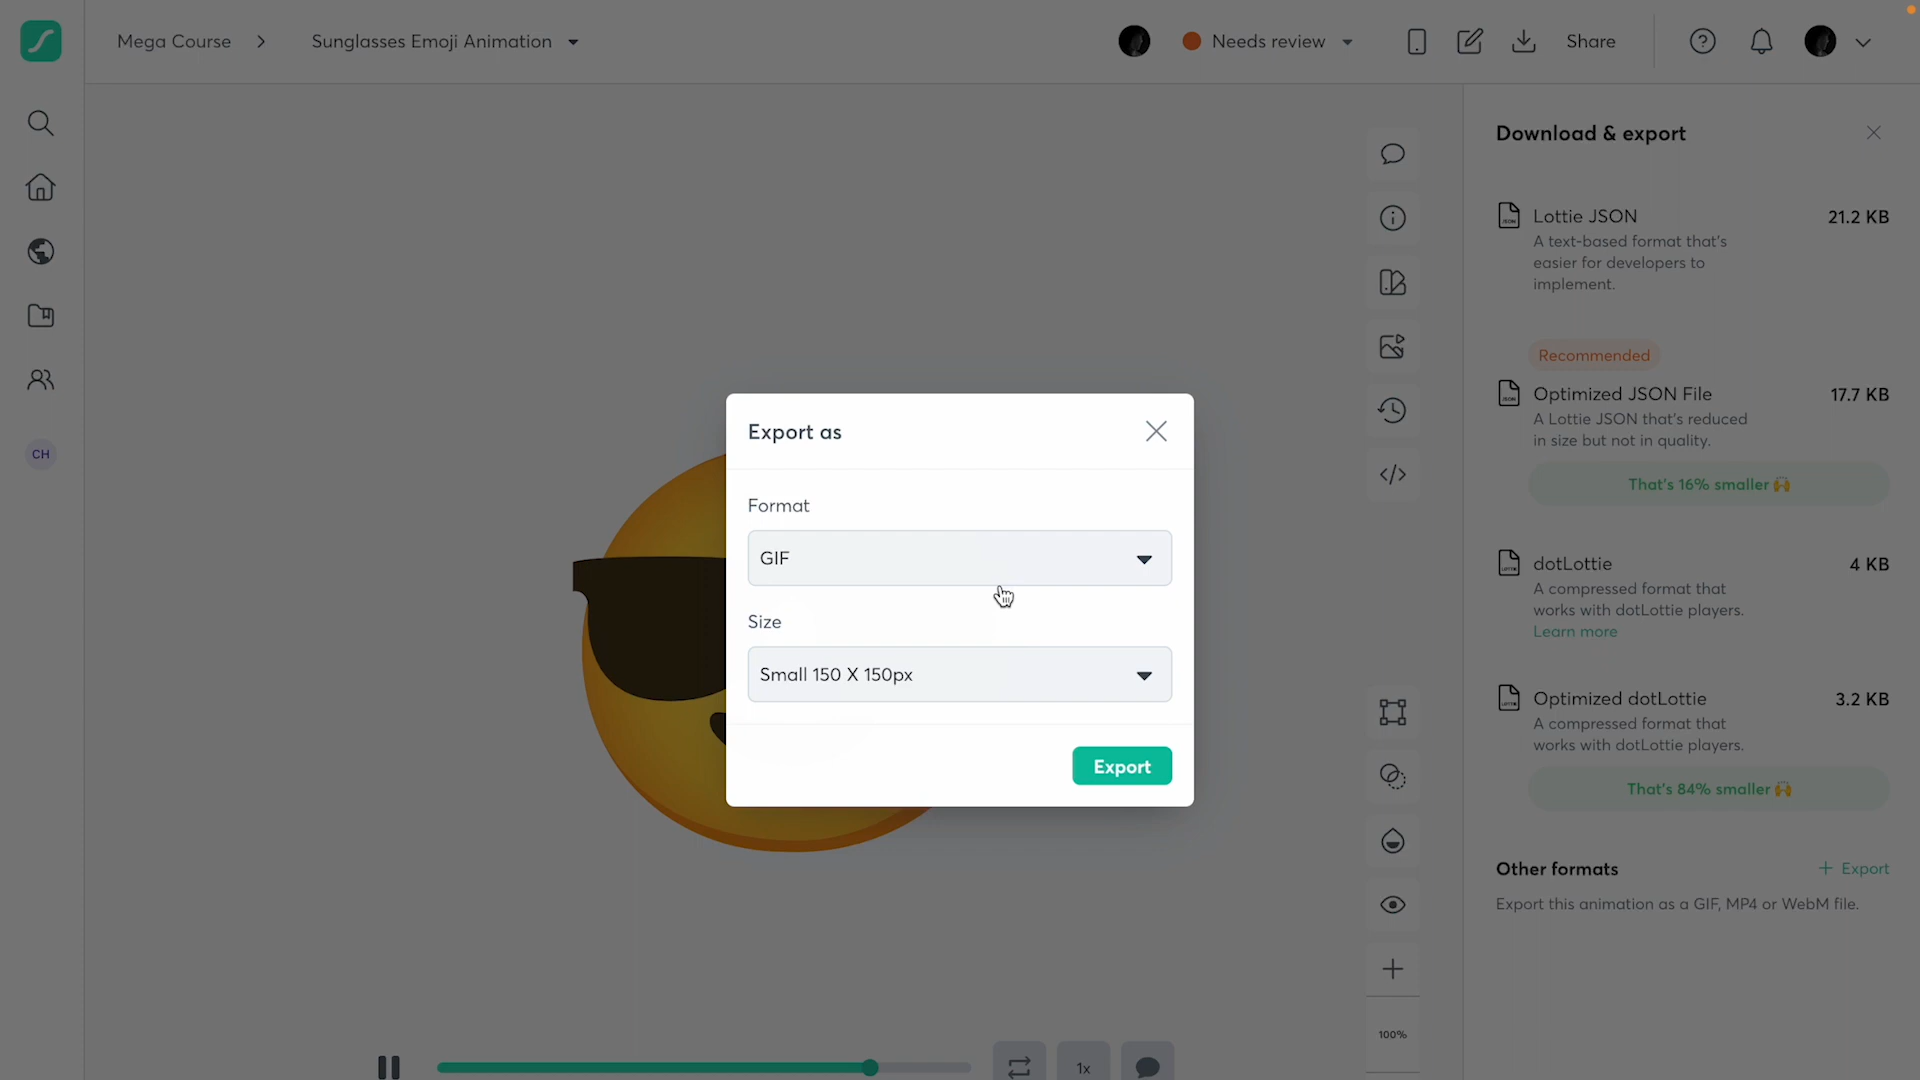 Mega Course
Sunglasses Emoji Animation
Needs review
Share
CH
Download & export
Lottie JSON
21.2 KB
A text-based format that's
easier for developers to
implement.
Recommended
Optimized JSON File
17.7 KB
A Lottie JSON that's reduced
in size but not in quality.
That's 16% smaller 🙌
dotLottie
4 KB
A compressed format that
works with dotLottie players.
Learn more
Optimized dotLottie
3.2 KB
A compressed format that
works with dotLottie players.
That's 84% smaller 🙌
Other formats
+ Export
Export this animation as a GIF, MP4 or WebM file.
Export as
Format
GIF
Size
Small 150 X 150px
Export
100%
1x